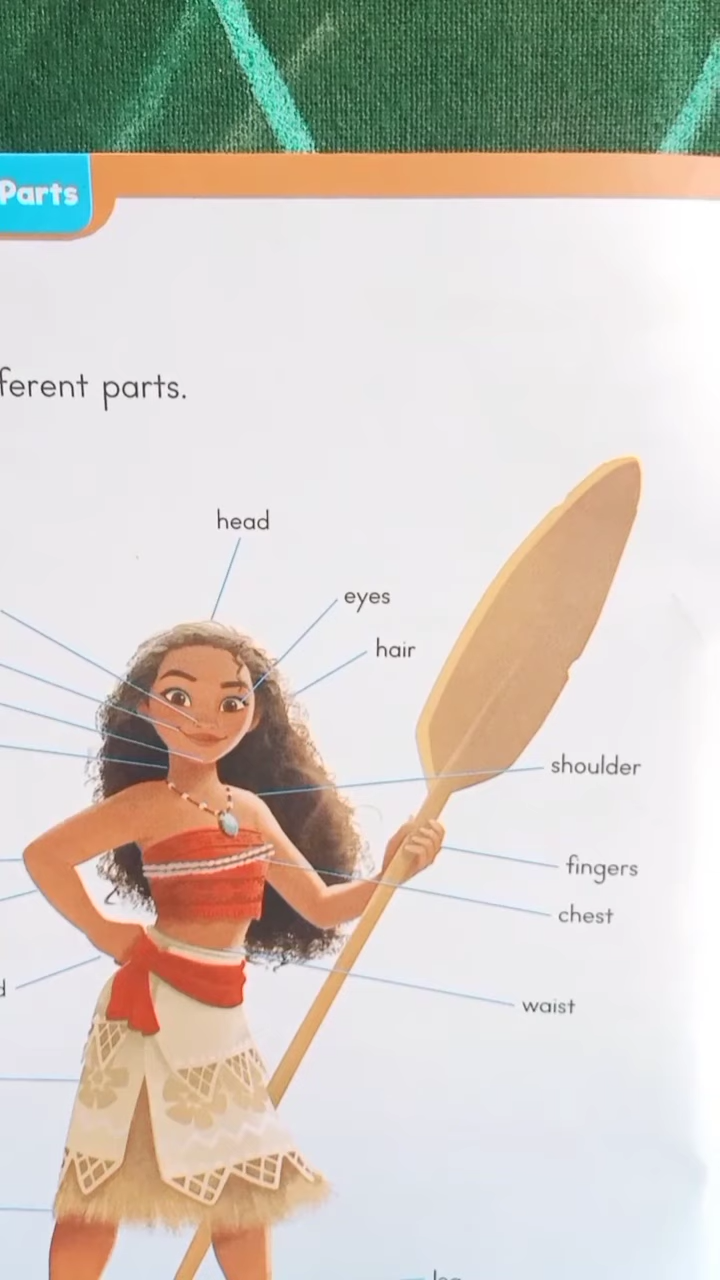 Parts
ferent parts.
head
eyes
hair
shoulder
fingers
chest
waist